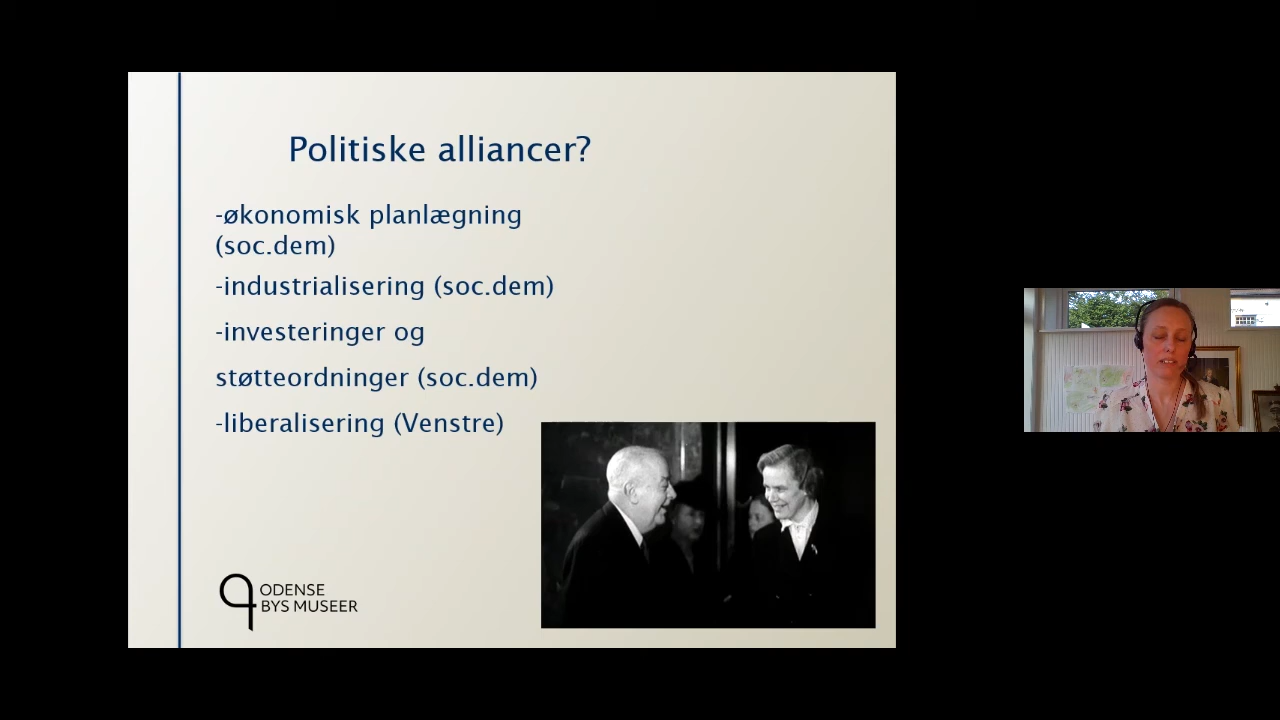 Politiske alliancer?
-økonomisk planlægning
(soc.dem)
-industrialisering (soc.dem)
-investeringer og
støtteordninger (soc.dem)
-liberalisering (Venstre)
ODENSE
BYS MUSEER